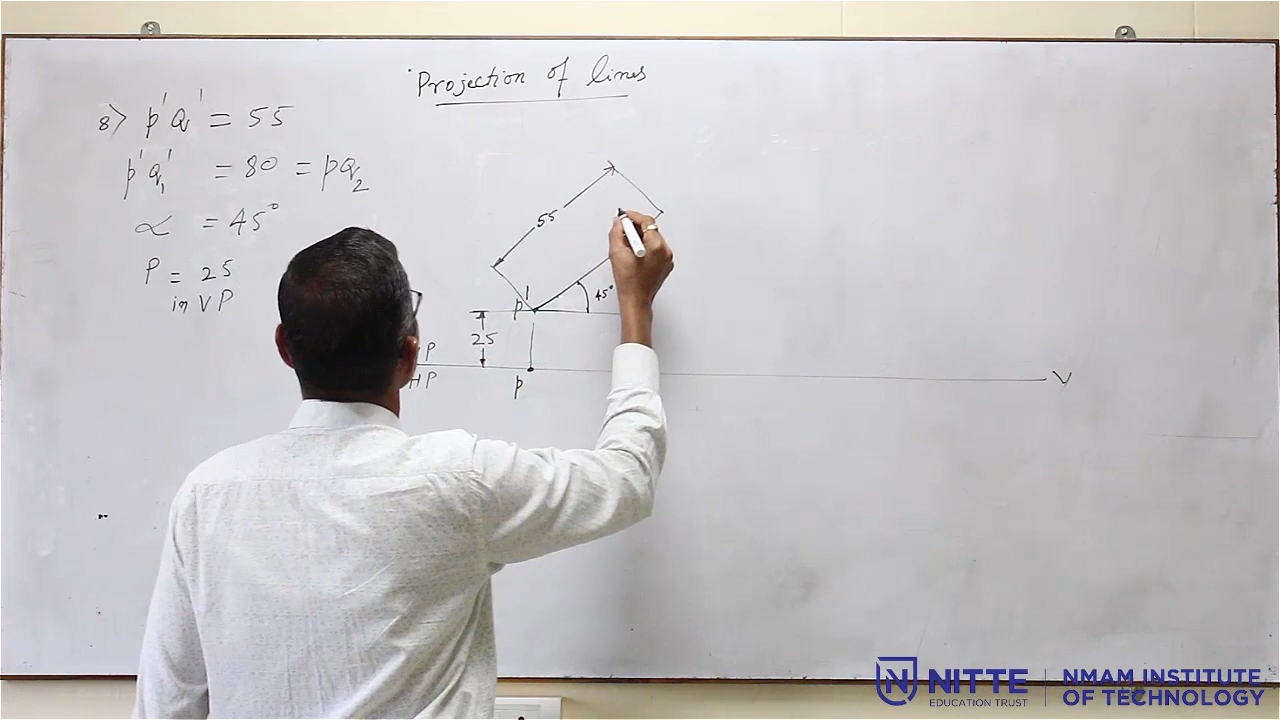 Projection of lines
8> p'Q' = 55
p'Q₁' = 80 = pQ₂
α = 45°
P = 25
in VP
55
p'
45°
25
P
HP
p
Y
NITTE
EDUCATION TRUST
NMAM INSTITUTE
OF TECHNOLOGY